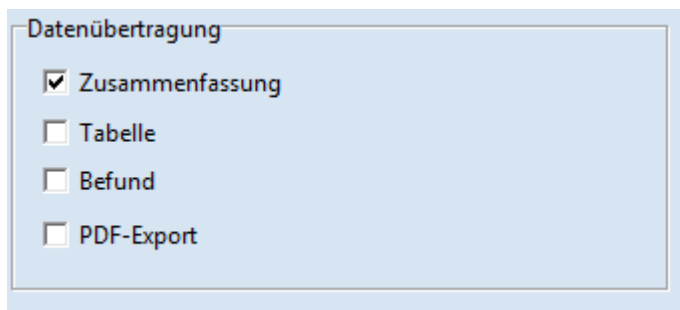 Datenübertragung
Zusammenfassung
Tabelle
Befund
PDF-Export